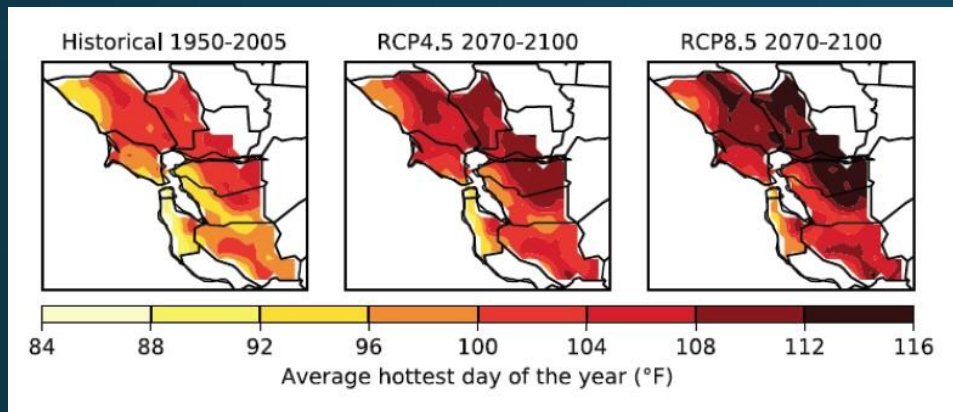 Historical 1950-2005
RCP4.5 2070-2100
RCP8.5 2070-2100
84 88 92 96 100 104 108 112 116
Average hottest day of the year (°F)